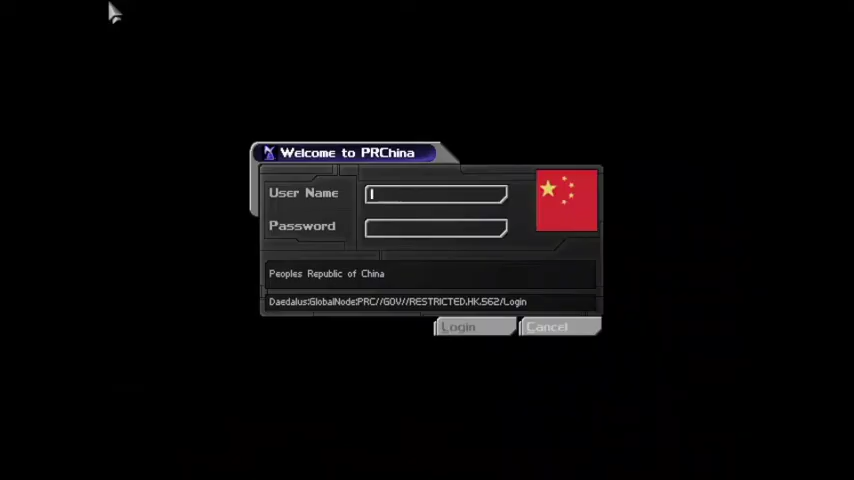 Welcome to PRChina
User Name
Password
Peoples Republic of China
Daedalus:GlobalNode:PRC//GOV//RESTRICTED.HK.562/Login
Login
Cancel